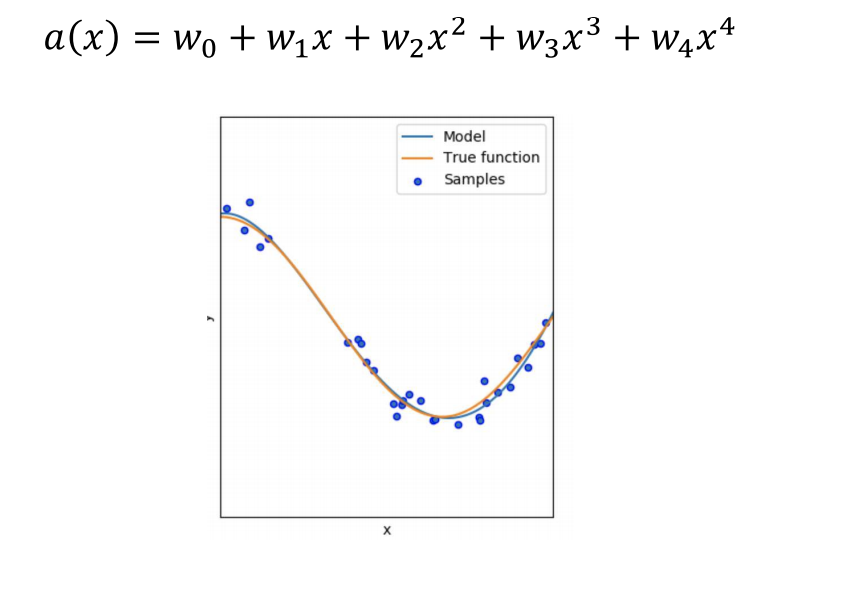 a(x) = w₀ + w₁x + w₂x² + w₃x³ + w₄x⁴
Model
True function
Samples
y
x